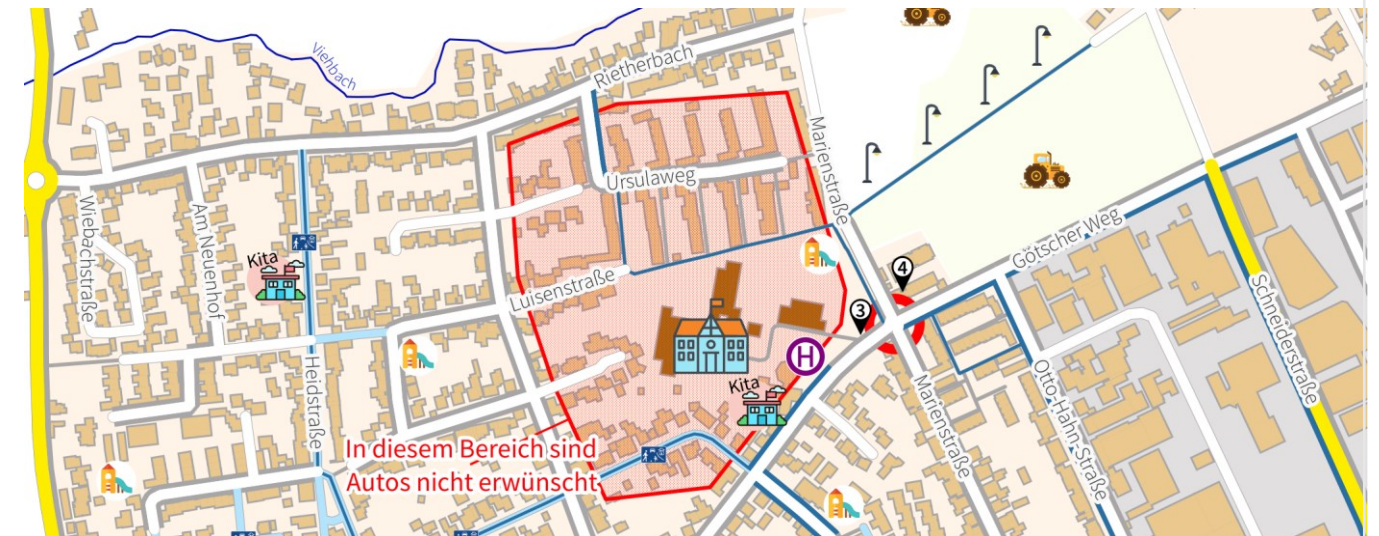 Viehbach
Rietherbach
Marienstraße
Ursulaweg
Wiebachstraße
Am Neuenhof
Kita
Luisenstraße
Götscher Weg
4
3
H
Schneiderstraße
Heidstraße
Kita
Otto-Hahn-Straße
Marienstraße
In diesem Bereich sind
Autos nicht erwünscht